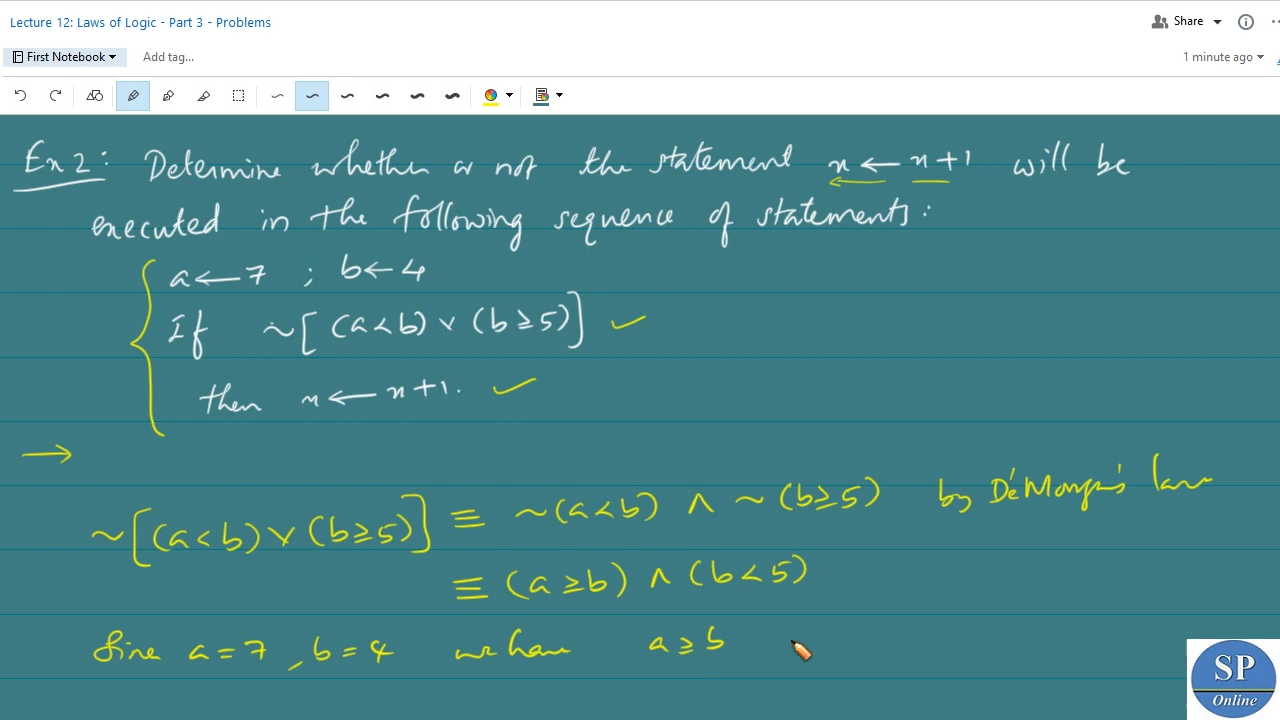 Lecture 12: Laws of Logic - Part 3 - Problems
Share
First Notebook
Add tag...
1 minute ago
Ex 2: Determine whether or not the statement n ← n+1 will be
executed in the following sequence of statements:
a ← 7 ; b ← 4
If ~[(a < b) ∨ (b ≥ 5)] ✓
then n ← n+1. ✓
→
~[(a < b) ∨ (b ≥ 5)] ≡ ~(a < b) ∧ ~(b ≥ 5) by De'Morgan's law
≡ (a ≥ b) ∧ (b < 5)
Since a = 7, b = 4 we have a ≥ b
SP
Online